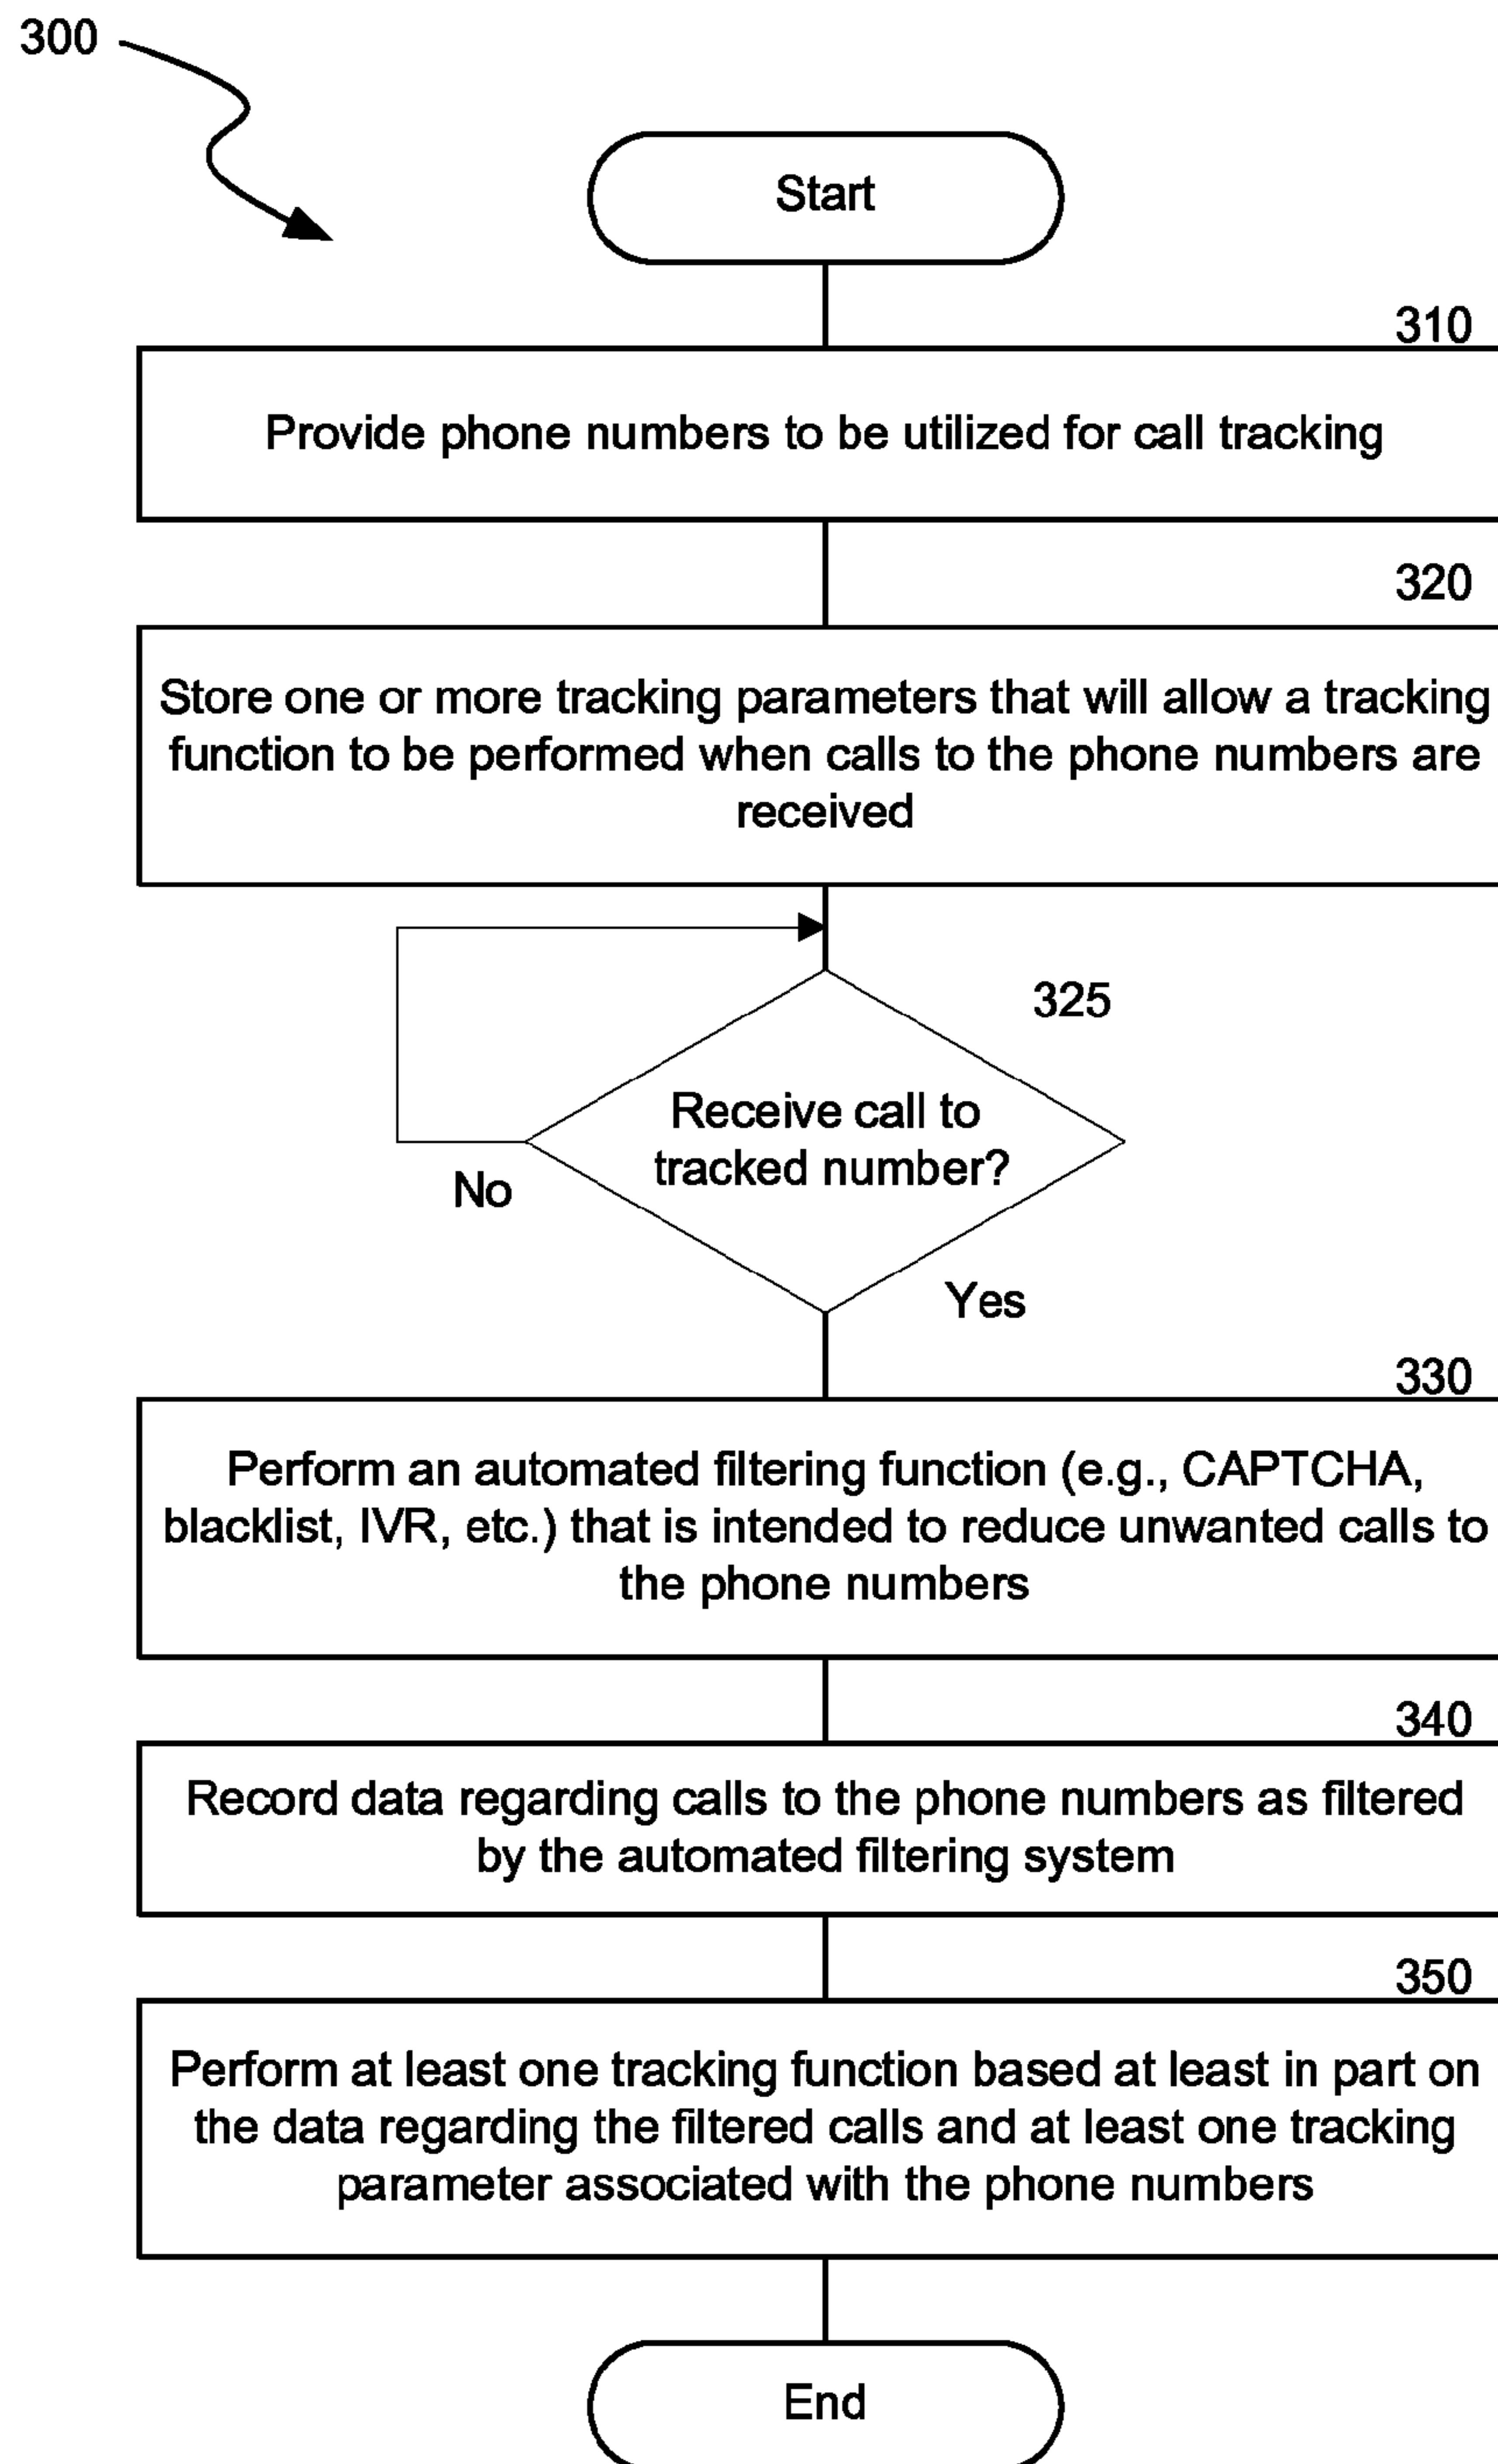 300
Start
310
Provide phone numbers to be utilized for call tracking
320
Store one or more tracking parameters that will allow a tracking
function to be performed when calls to the phone numbers are
received
325
Receive call to
tracked number?
No
Yes
330
Perform an automated filtering function (e.g., CAPTCHA,
blacklist, IVR, etc.) that is intended to reduce unwanted calls to
the phone numbers
340
Record data regarding calls to the phone numbers as filtered
by the automated filtering system
350
Perform at least one tracking function based at least in part on
the data regarding the filtered calls and at least one tracking
parameter associated with the phone numbers
End